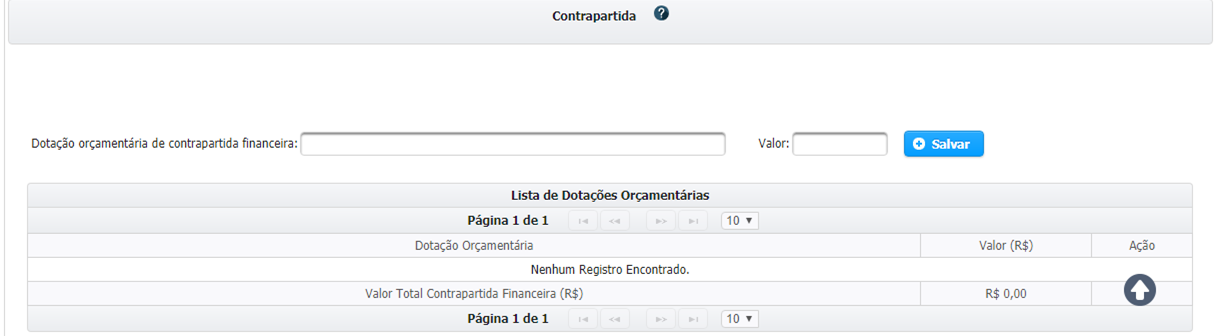 Contrapartida ?
Dotação orçamentária de contrapartida financeira: Valor: Salvar
Lista de Dotações Orçamentárias
Página 1 de 1 10
Dotação Orçamentária Valor (R$) Ação
Nenhum Registro Encontrado.
Valor Total Contrapartida Financeira (R$) R$ 0,00
Página 1 de 1 10